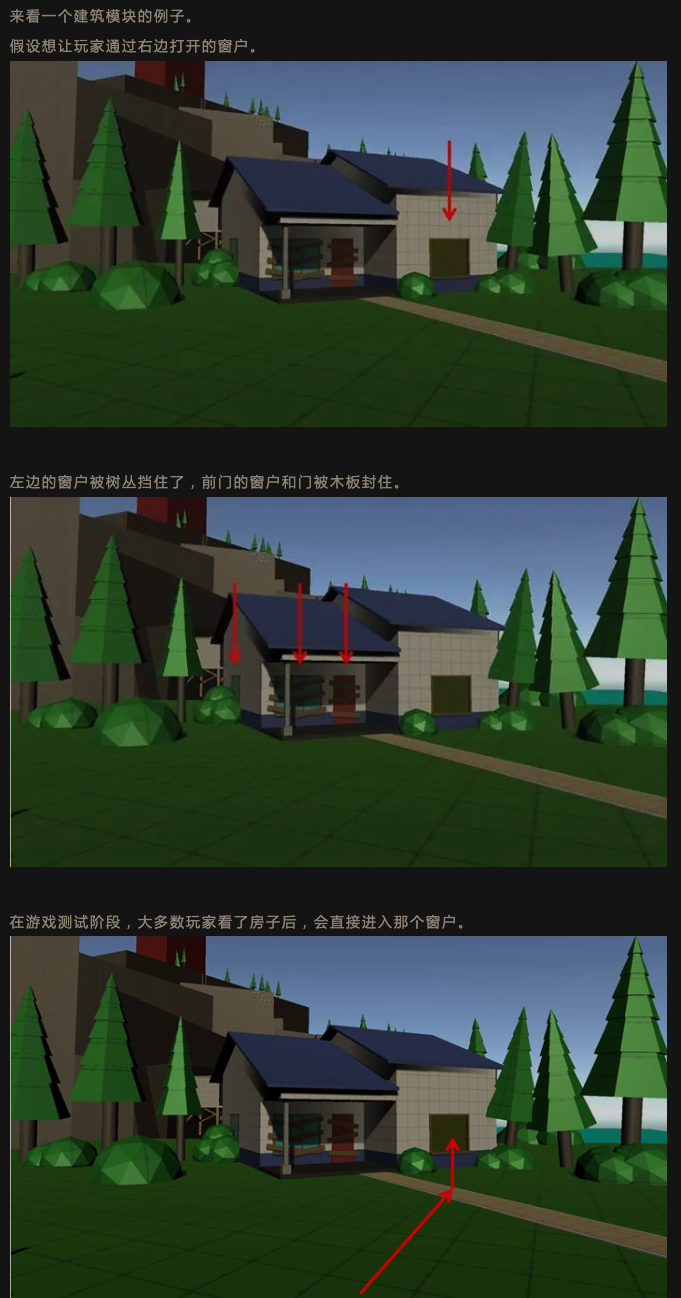 来看一个建筑模块的例子。
假设想让玩家通过右边打开的窗户。
左边的窗户被树丛挡住了，前门的窗户和门被木板封住。
在游戏测试阶段，大多数玩家看了房子后，会直接进入那个窗户。